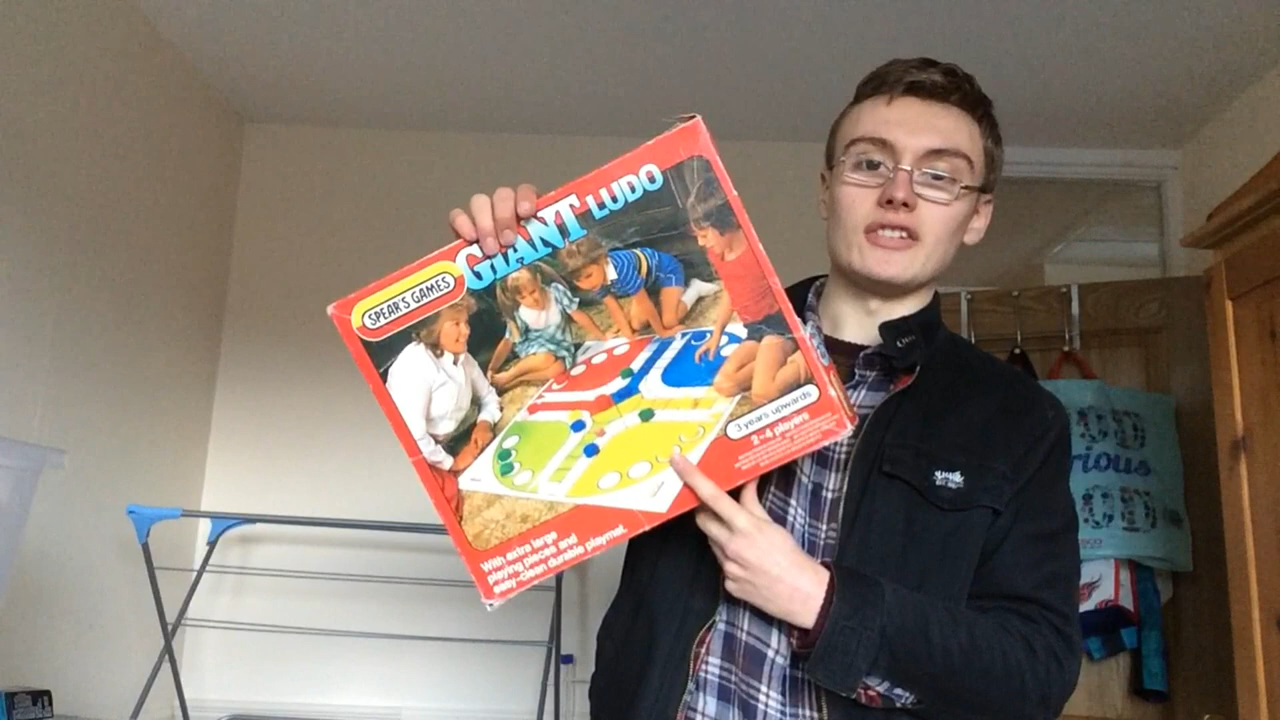 GIANT LUDO
SPEAR'S GAMES
3 years upwards
2-4 players
With extra large
playing pieces and
easy-clean durable playmat.